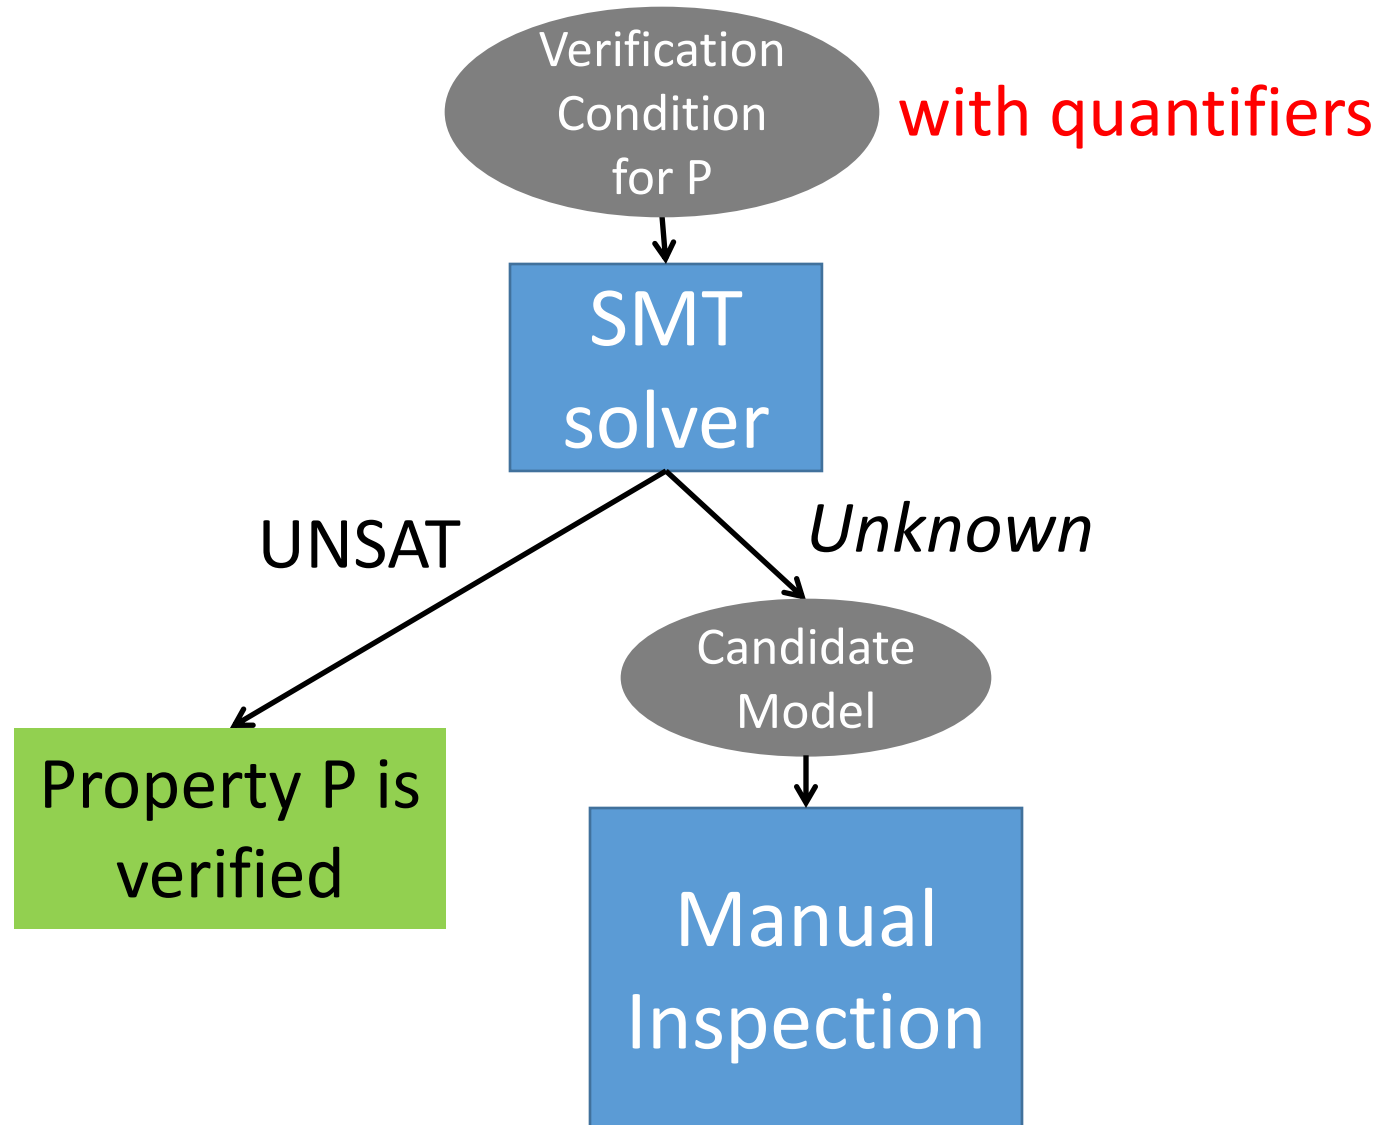 Verification
Condition
for P
with quantifiers
SMT
solver
UNSAT
Unknown
Candidate
Model
Property P is
verified
Manual
Inspection